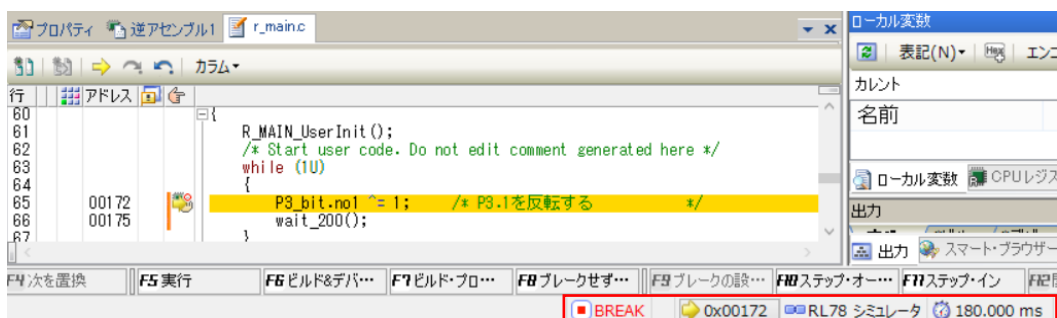 プロパティ 逆アセンブル1 r_main.c
カラム
行 アドレス
60 {
61 R_MAIN_UserInit();
62 /* Start user code. Do not edit comment generated here */
63 while (1U)
64 {
65 00172 P3_bit.no1 ^= 1; /* P3.1を反転する */
66 00175 wait_200();
67 }
ローカル変数
表記(N)
カレント
名前
ローカル変数 CPUレジス
出力
出力 スマート・ブラウザー
F4 次を置換 F5 実行 F6 ビルド&デバ… F7 ビルド・プロ… F8 ブレークせず… F9 ブレークの設… F10 ステップ・オー… F11 ステップ・イン F12
BREAK 0x00172 RL78 シミュレータ 180.000 ms